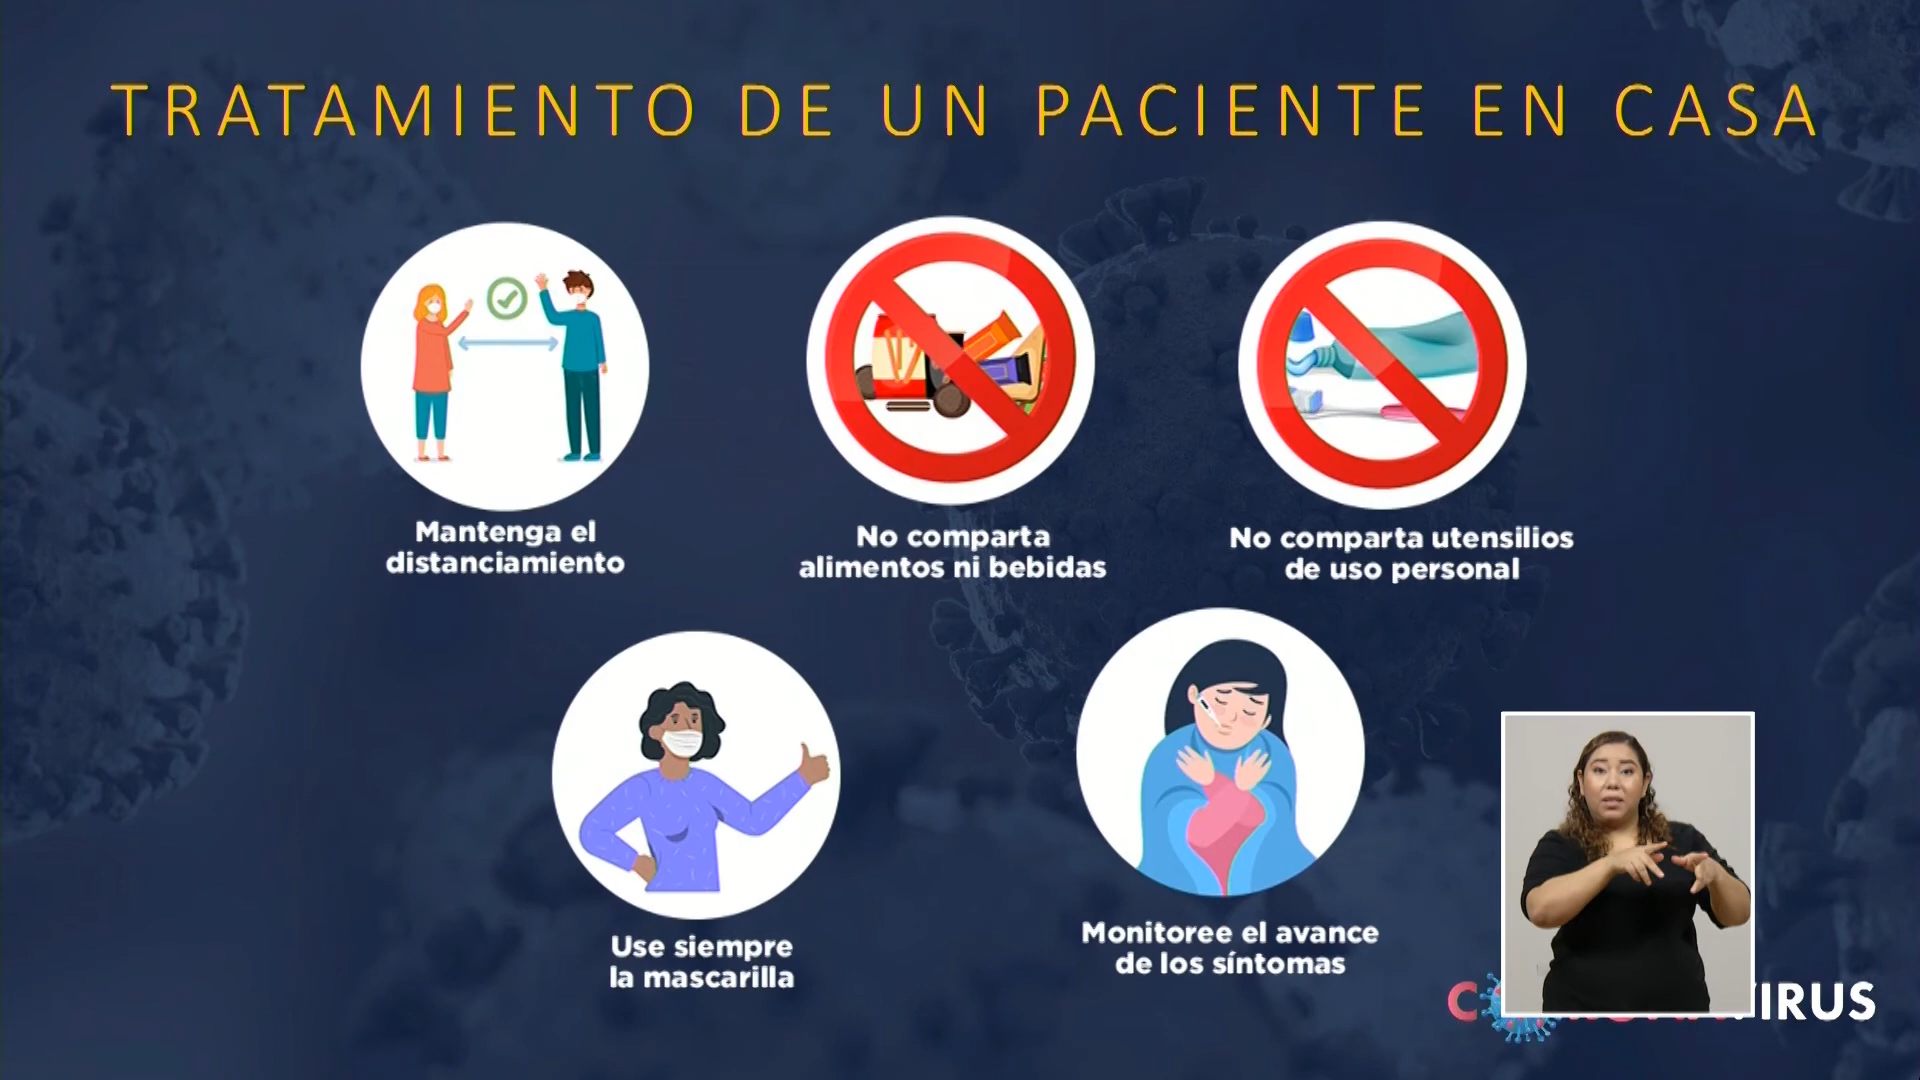 TRATAMIENTO DE UN PACIENTE EN CASA
Mantenga el
distanciamiento
No comparta
alimentos ni bebidas
No comparta utensilios
de uso personal
Use siempre
la mascarilla
Monitoree el avance
de los síntomas